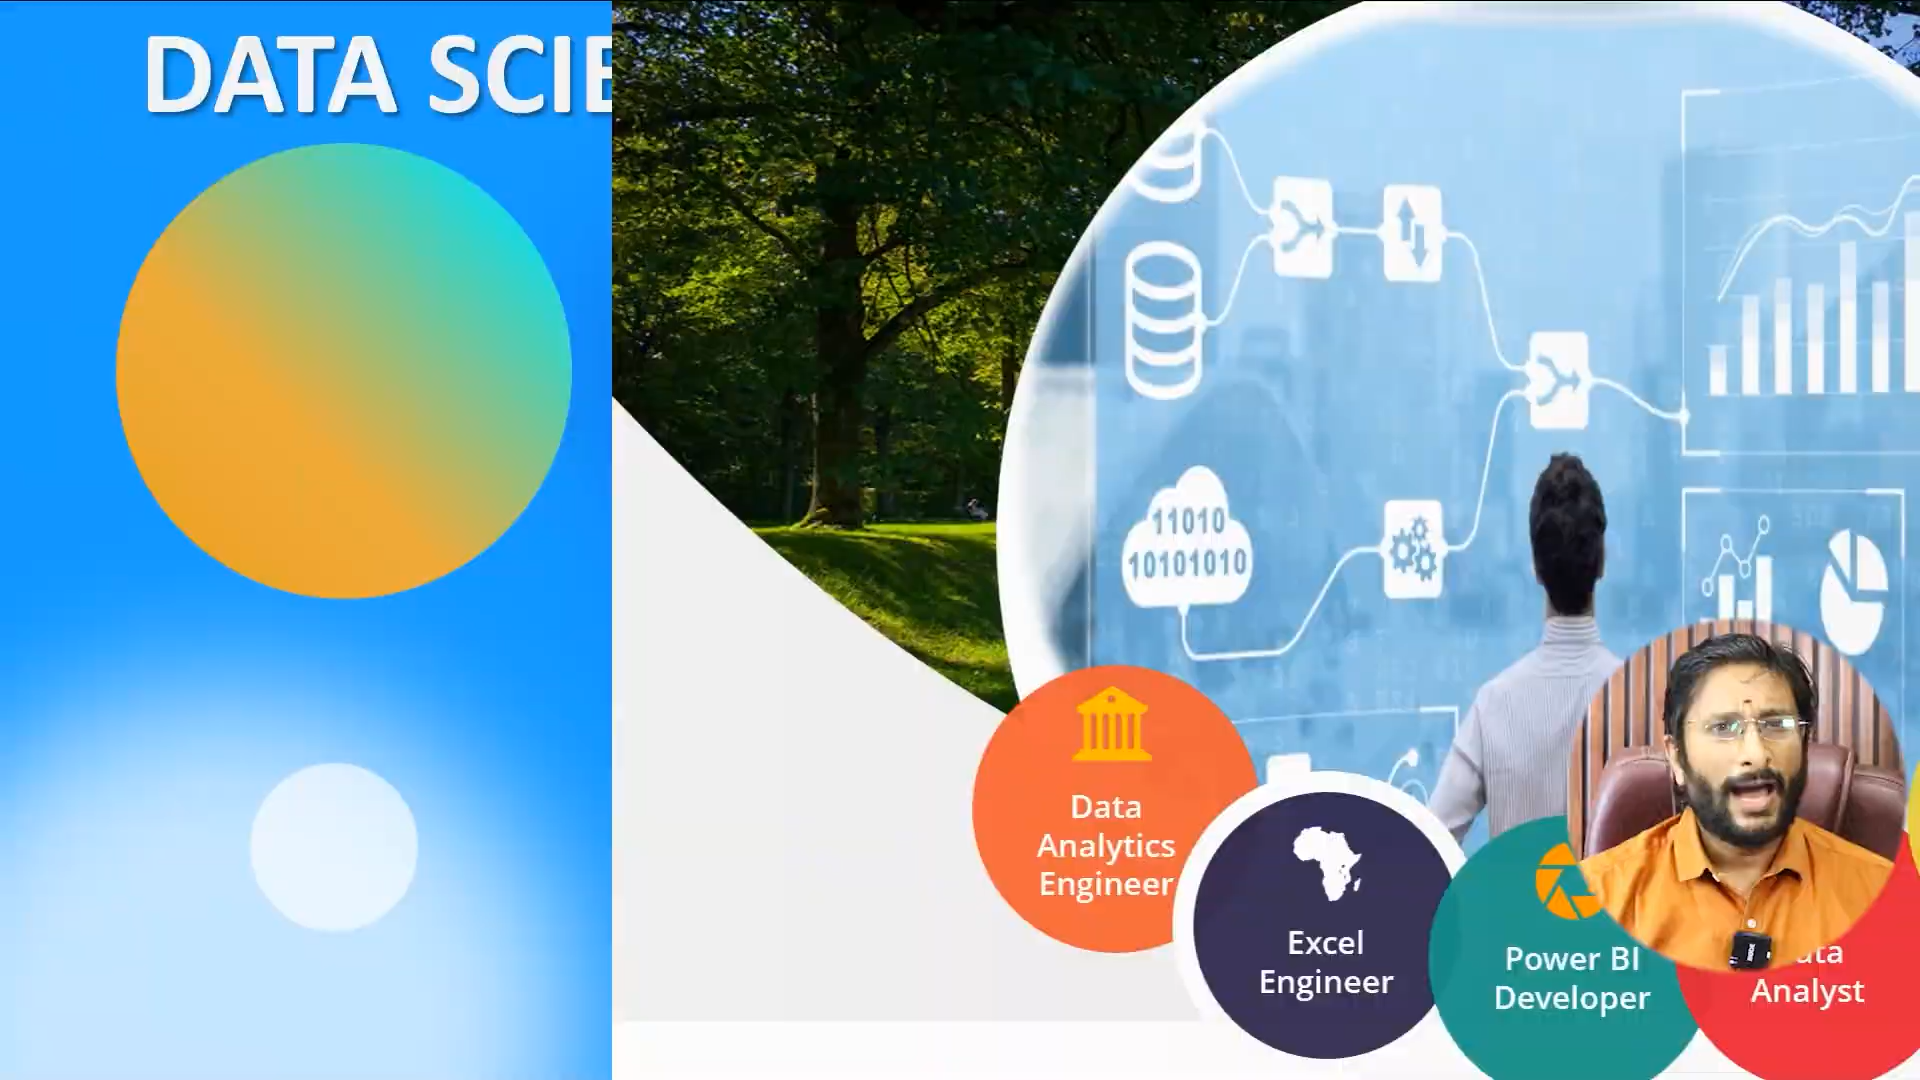 DATA SCIE
11010
10101010
Data
Analytics
Engineer
Excel
Engineer
Power BI
Developer
Analyst